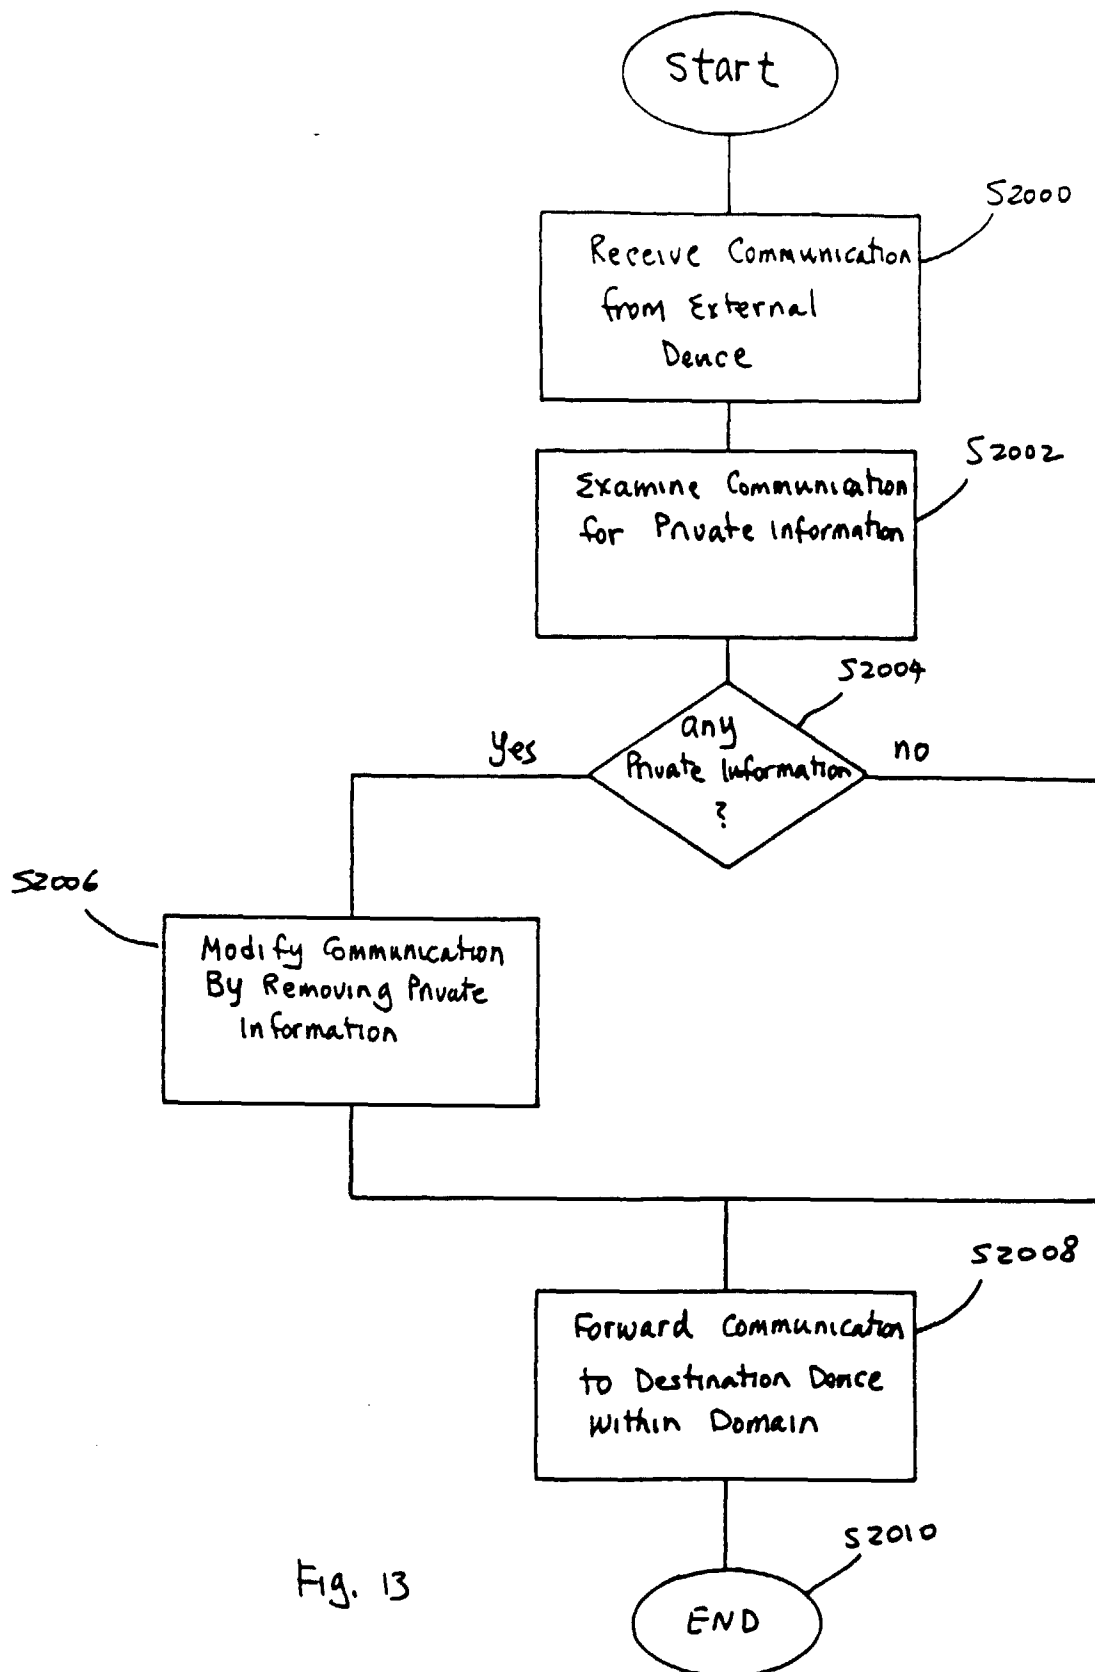 Start
S2000
Receive Communication
from External
Device
S2002
Examine Communication
for Private Information
S2004
any
Private Information
?
Yes
no
S2006
Modify Communication
By Removing Private
Information
S2008
Forward Communication
to Destination Device
Within Domain
S2010
END
Fig. 13